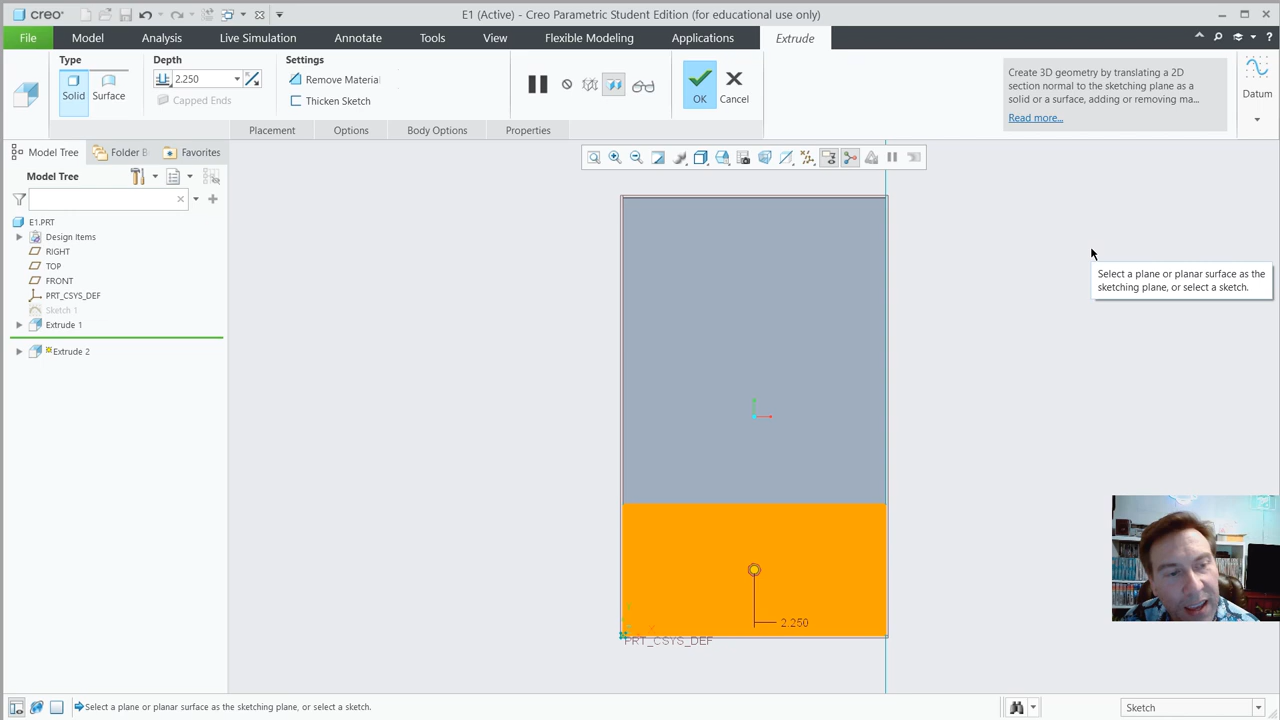 creo
E1 (Active) - Creo Parametric Student Edition (for educational use only)
File Model Analysis Live Simulation Annotate Tools View Flexible Modeling Applications Extrude
Type Depth Settings
2.250
Remove Material
Solid Surface
Capped Ends
Thicken Sketch
OK Cancel
Create 3D geometry by translating a 2D
section normal to the sketching plane as a
solid or a surface, adding or removing ma...
Read more...
Datum
Placement Options Body Options Properties
Model Tree Folder B Favorites
Model Tree
E1.PRT
Design Items
RIGHT
TOP
FRONT
PRT_CSYS_DEF
Sketch 1
Extrude 1
Extrude 2
Select a plane or planar surface as the
sketching plane, or select a sketch.
2.250
PRT_CSYS_DEF
Select a plane or planar surface as the sketching plane, or select a sketch.
Sketch